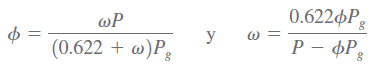 ϕ = ωP / (0.622 + ω)P_g y ω = 0.622ϕP_g / P − ϕP_g